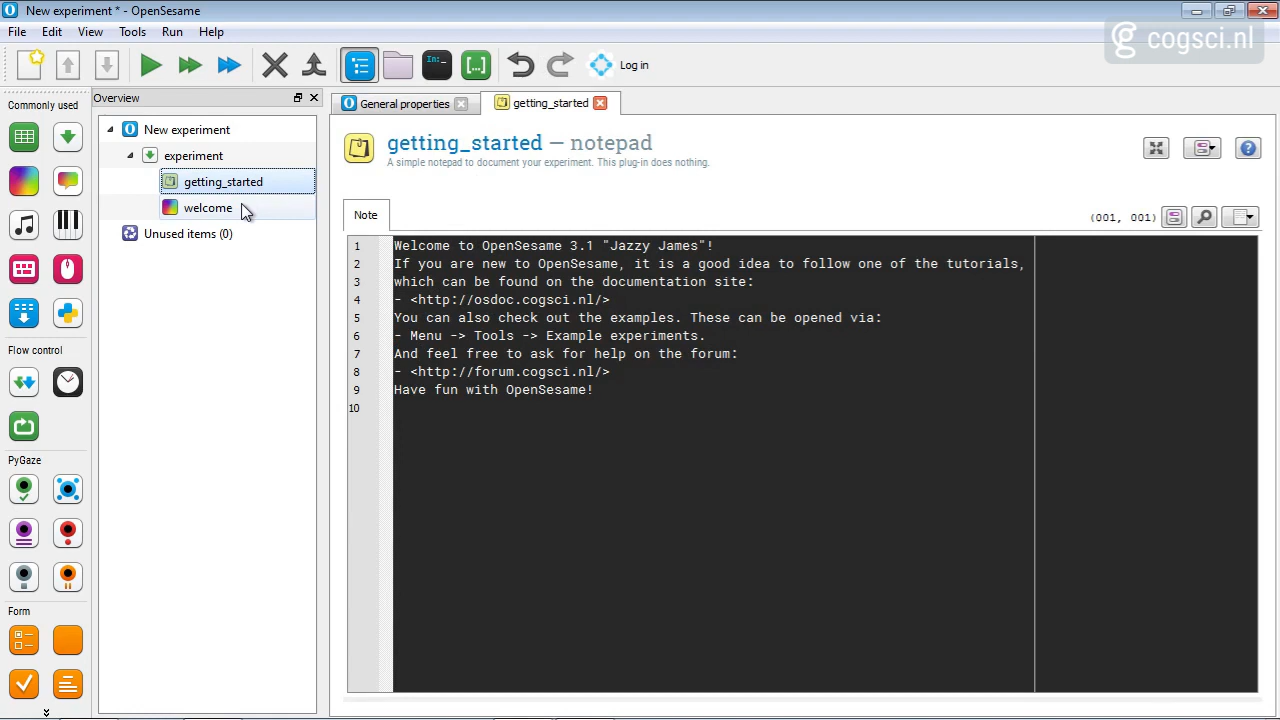 New experiment * - OpenSesame
File Edit View Tools Run Help
cogsci.nl
In:_
[...]
Log in
Commonly used
Overview
General properties
getting_started
New experiment
experiment
getting_started
welcome
Unused items (0)
getting_started — notepad
A simple notepad to document your experiment. This plug-in does nothing.
Note
(001, 001)
1 Welcome to OpenSesame 3.1 "Jazzy James"!
2 If you are new to OpenSesame, it is a good idea to follow one of the tutorials,
3 which can be found on the documentation site:
4 - <http://osdoc.cogsci.nl/>
5 You can also check out the examples. These can be opened via:
6 - Menu -> Tools -> Example experiments.
7 And feel free to ask for help on the forum:
8 - <http://forum.cogsci.nl/>
9 Have fun with OpenSesame!
10
Flow control
PyGaze
Form